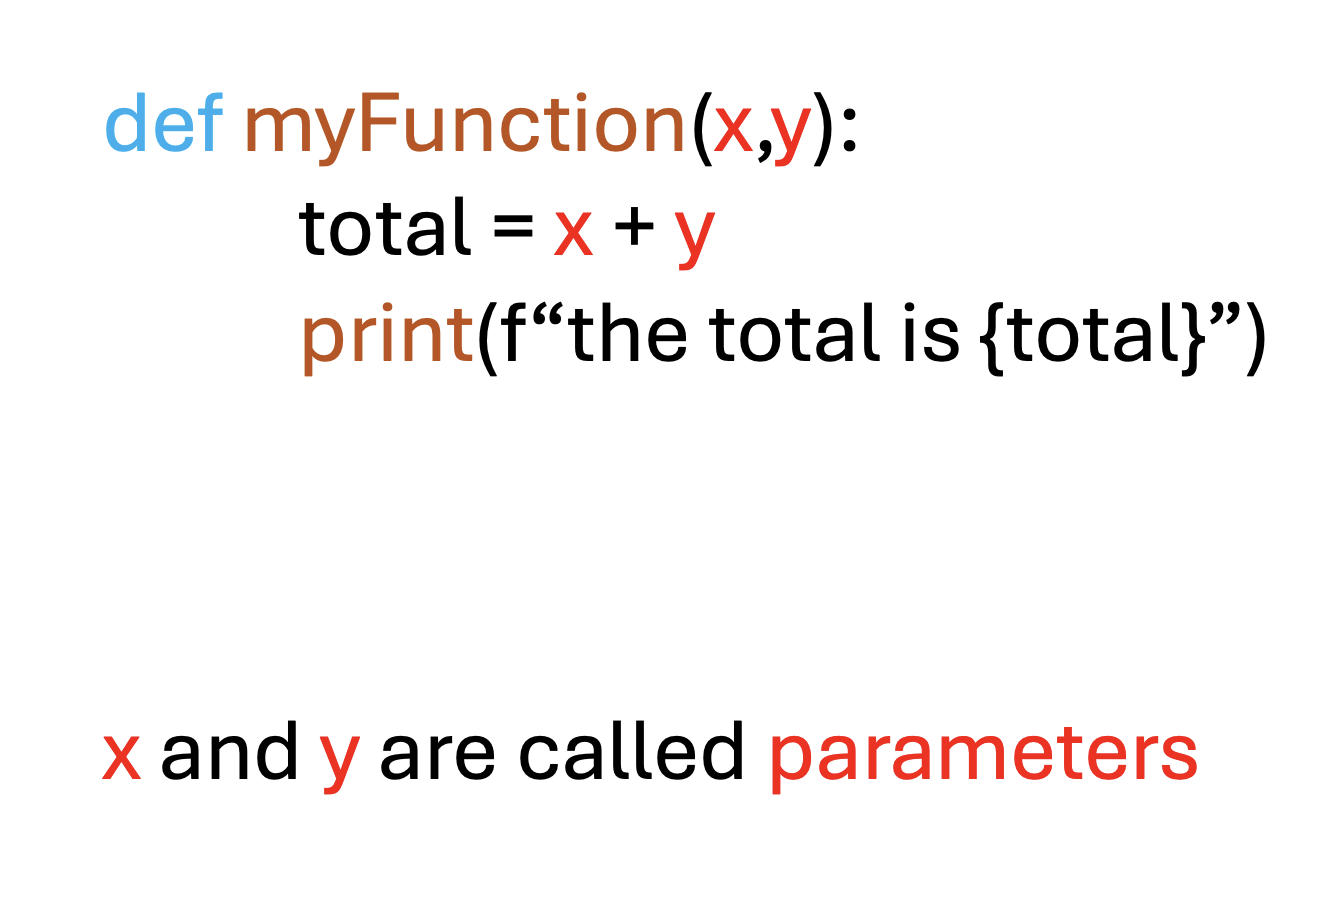 def myFunction(x,y):
total = x + y
print(f“the total is {total}”)
x and y are called parameters